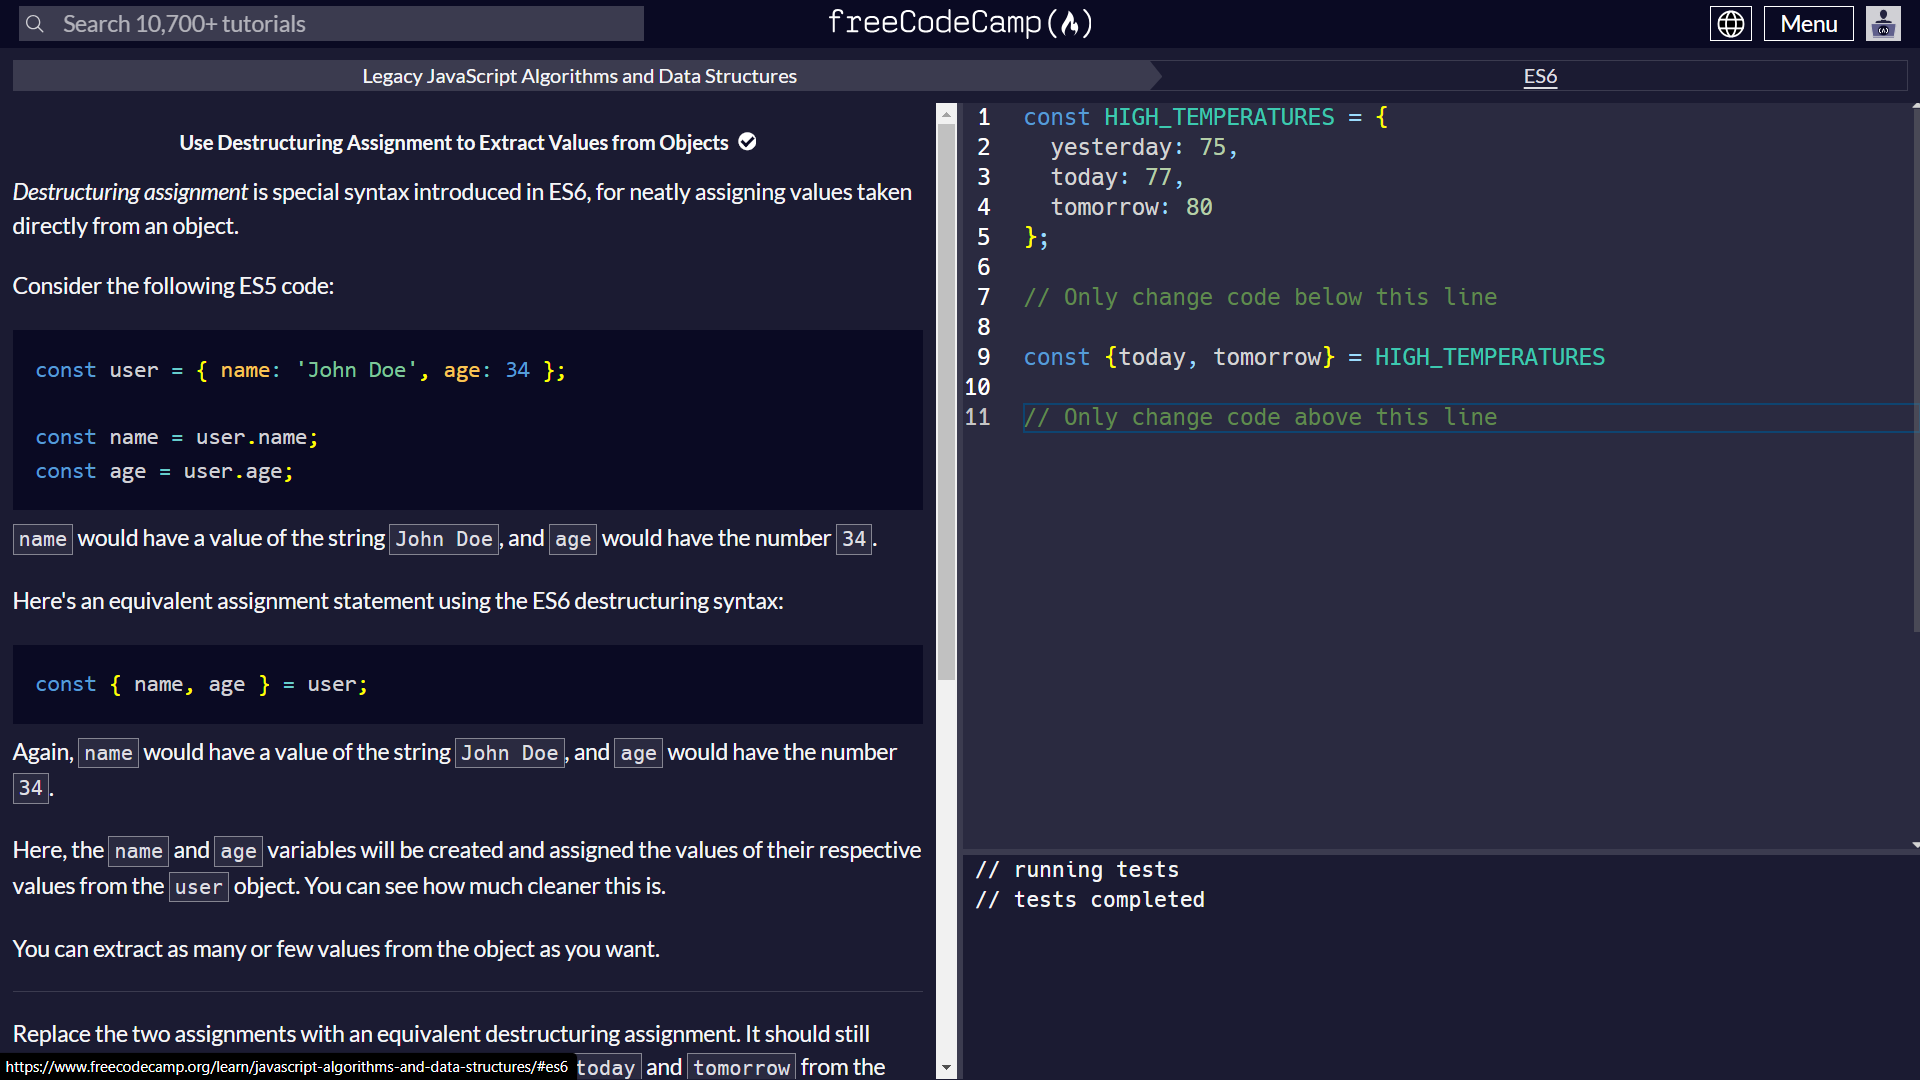 Search 10,700+ tutorials
freeCodeCamp(🔥)
Menu
Legacy JavaScript Algorithms and Data Structures
ES6
Use Destructuring Assignment to Extract Values from Objects
Destructuring assignment is special syntax introduced in ES6, for neatly assigning values taken
directly from an object.
Consider the following ES5 code:
const user = { name: 'John Doe', age: 34 };
const name = user.name;
const age = user.age;
name would have a value of the string John Doe, and age would have the number 34.
Here's an equivalent assignment statement using the ES6 destructuring syntax:
const { name, age } = user;
Again, name would have a value of the string John Doe, and age would have the number
34.
Here, the name and age variables will be created and assigned the values of their respective
values from the user object. You can see how much cleaner this is.
You can extract as many or few values from the object as you want.
Replace the two assignments with an equivalent destructuring assignment. It should still
today and tomorrow from the
https://www.freecodecamp.org/learn/javascript-algorithms-and-data-structures/#es6
1 const HIGH_TEMPERATURES = {
2 yesterday: 75,
3 today: 77,
4 tomorrow: 80
5 };
6
7 // Only change code below this line
8
9 const {today, tomorrow} = HIGH_TEMPERATURES
10
11 // Only change code above this line
// running tests
// tests completed